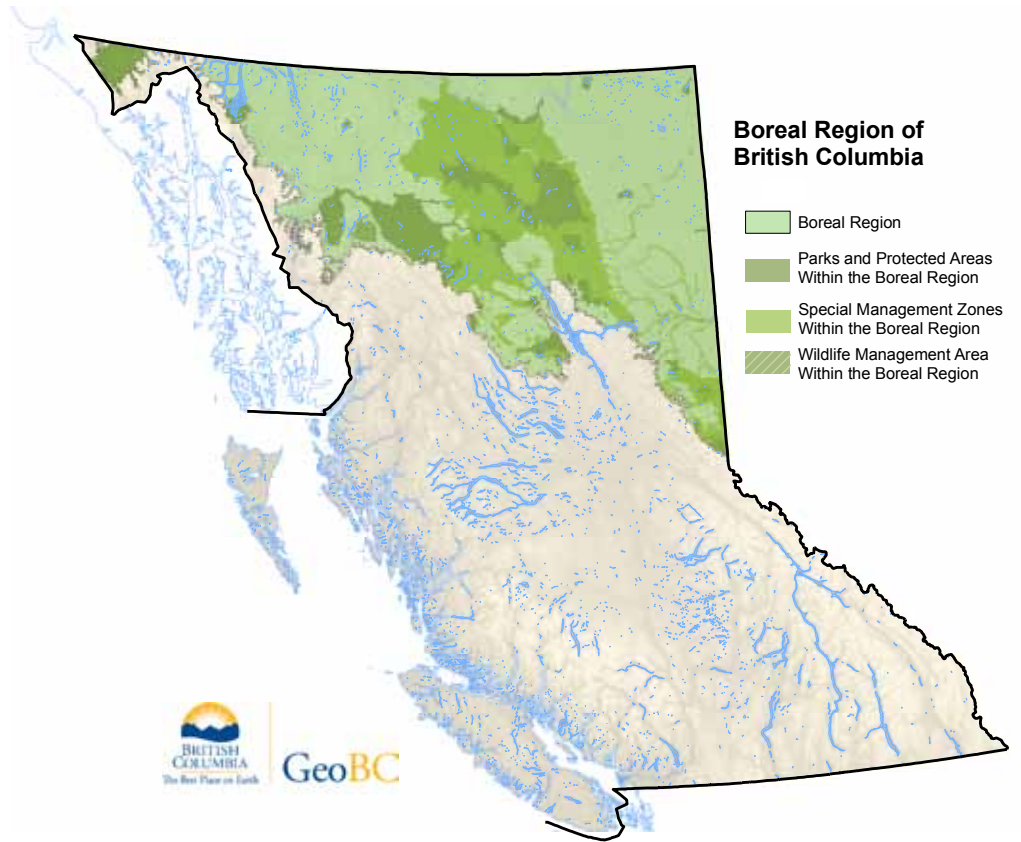 Boreal Region of
British Columbia
Boreal Region
Parks and Protected Areas
Within the Boreal Region
Special Management Zones
Within the Boreal Region
Wildlife Management Area
Within the Boreal Region
BRITISH
COLUMBIA
The Best Place on Earth
GeoBC